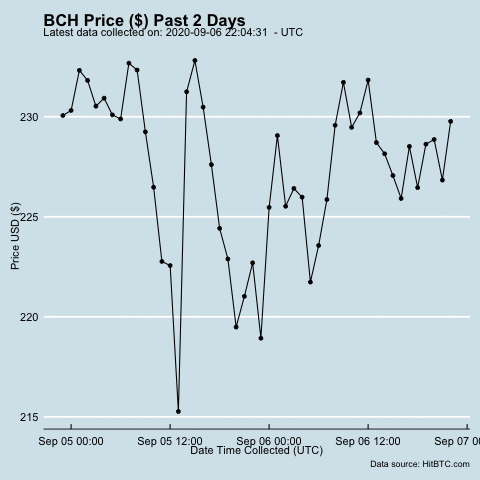 BCH Price ($) Past 2 Days
Latest data collected on: 2020-09-06 22:04:31 - UTC
230
225
220
215
Price USD ($)
Sep 05 00:00 Sep 05 12:00 Sep 06 00:00 Sep 06 12:00 Sep 07 00
Date Time Collected (UTC)
Data source: HitBTC.com